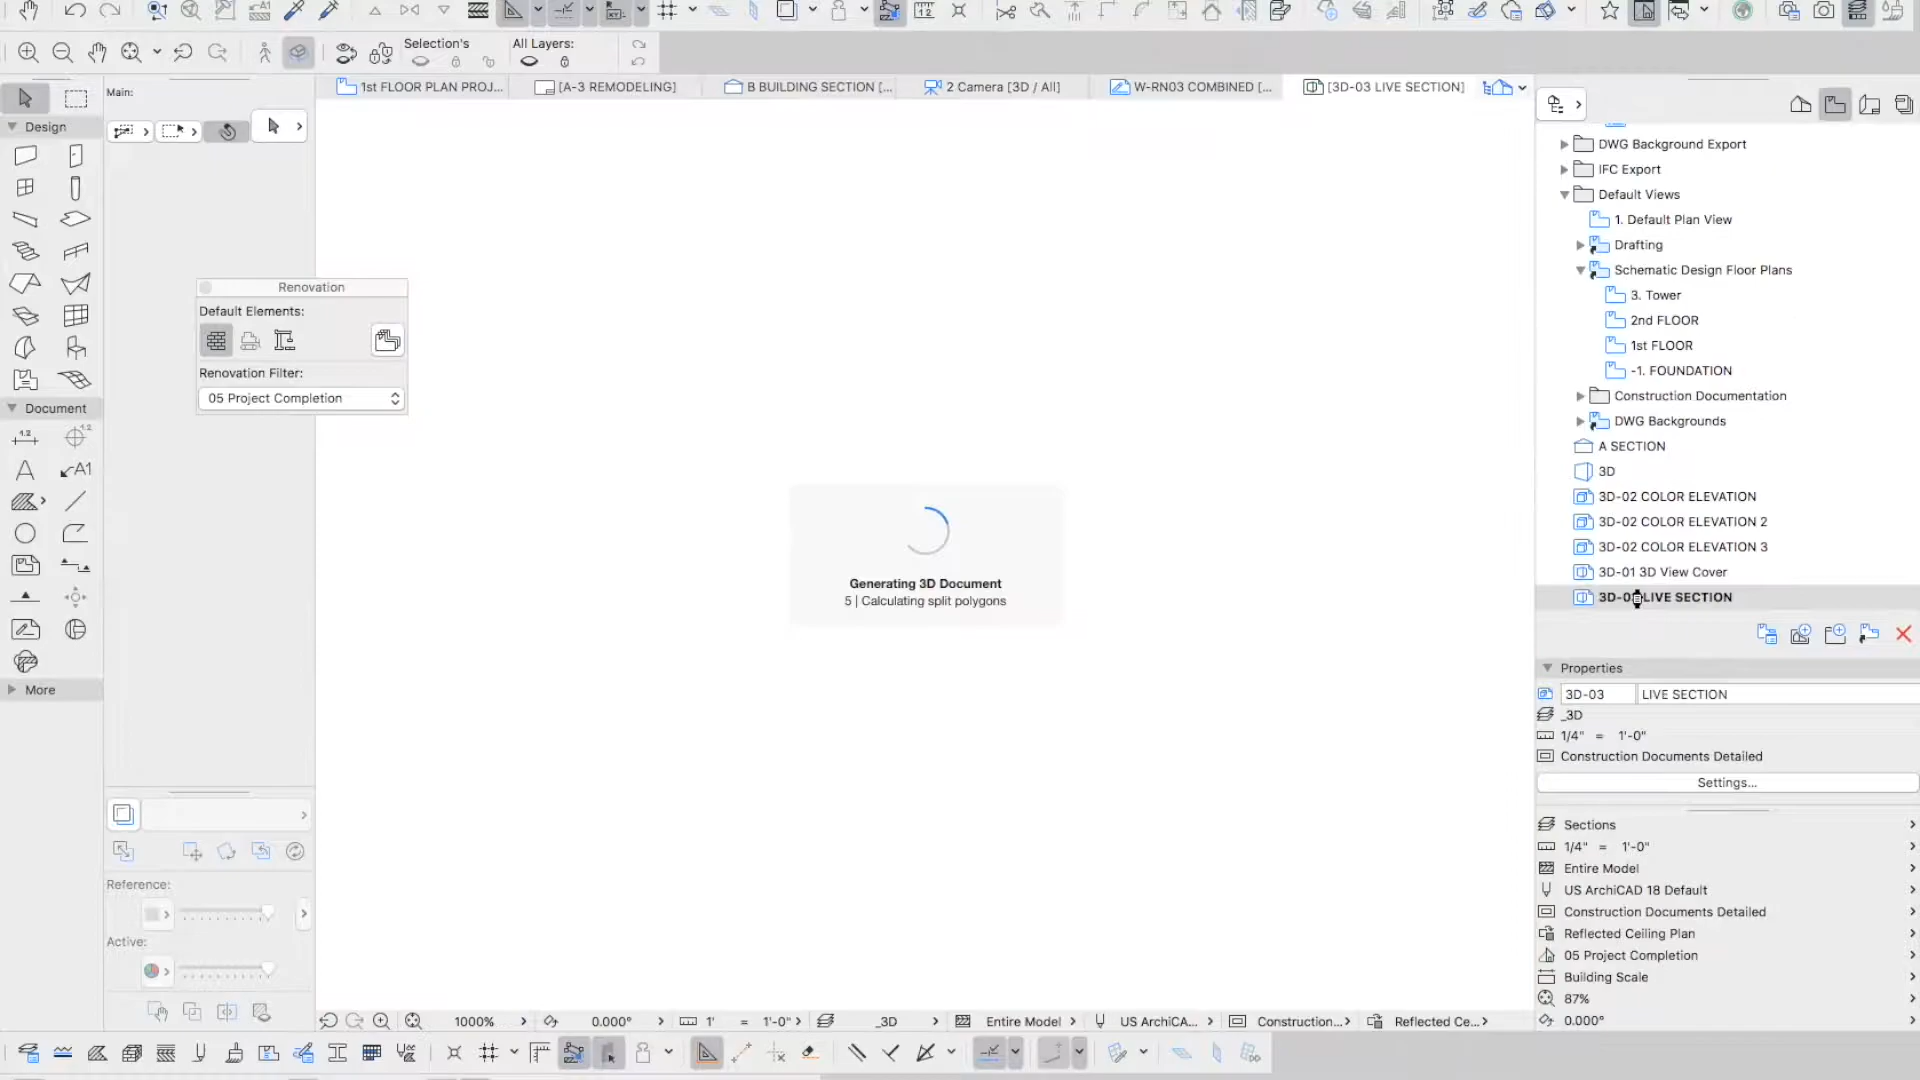 Selection's
All Layers:
1st FLOOR PLAN PROJ...
[A-3 REMODELING]
B BUILDING SECTION [...
2 Camera [3D / All]
W-RN03 COMBINED [...
[3D-03 LIVE SECTION]
Main:
Design
Document
More
Renovation
Default Elements:
Renovation Filter:
05 Project Completion
Reference:
Active:
Generating 3D Document
5 | Calculating split polygons
DWG Background Export
IFC Export
Default Views
1. Default Plan View
Drafting
Schematic Design Floor Plans
3. Tower
2nd FLOOR
1st FLOOR
-1. FOUNDATION
Construction Documentation
DWG Backgrounds
A SECTION
3D
3D-02 COLOR ELEVATION
3D-02 COLOR ELEVATION 2
3D-02 COLOR ELEVATION 3
3D-01 3D View Cover
LIVE SECTION
Properties
3D-03 LIVE SECTION
_3D
1/4" = 1'-0"
Construction Documents Detailed
Settings...
Sections
1/4" = 1'-0"
Entire Model
US ArchiCAD 18 Default
Construction Documents Detailed
Reflected Ceiling Plan
05 Project Completion
Building Scale
87%
0.000°
1000%
0.000°
1' = 1'-0"
_3D
Entire Model
US ArchiCA...
Construction...
Reflected Ce...